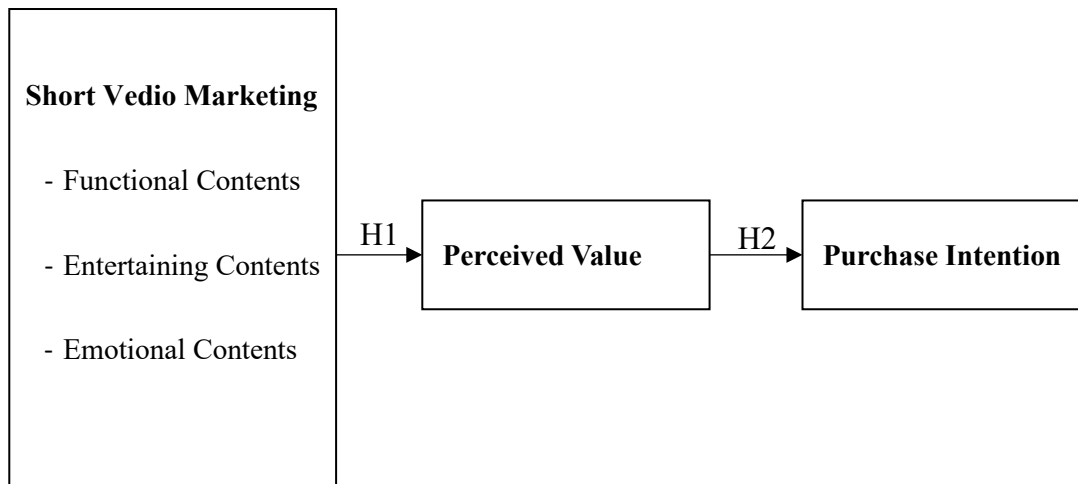 Short Vedio Marketing
- Functional Contents
- Entertaining Contents
- Emotional Contents
H1
Perceived Value
H2
Purchase Intention